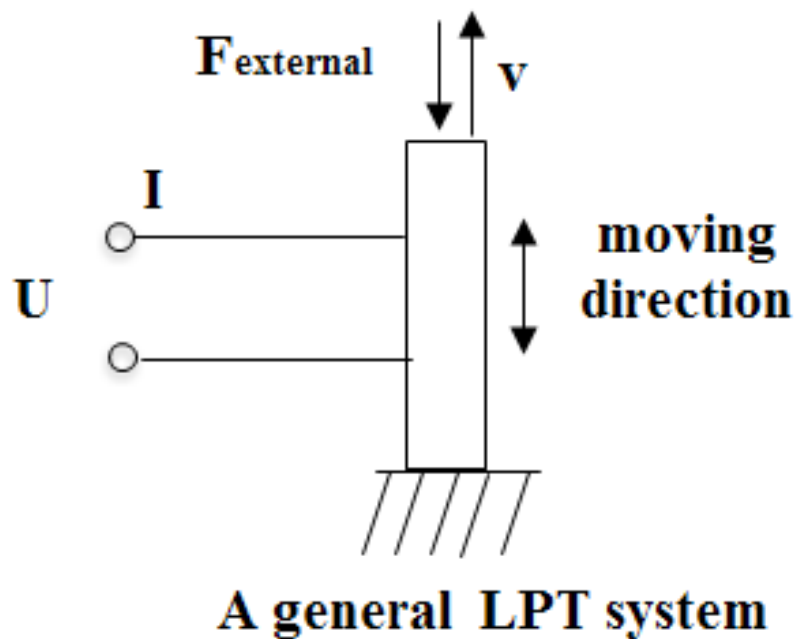 Fexternal
v
I
U
moving
direction
A general LPT system